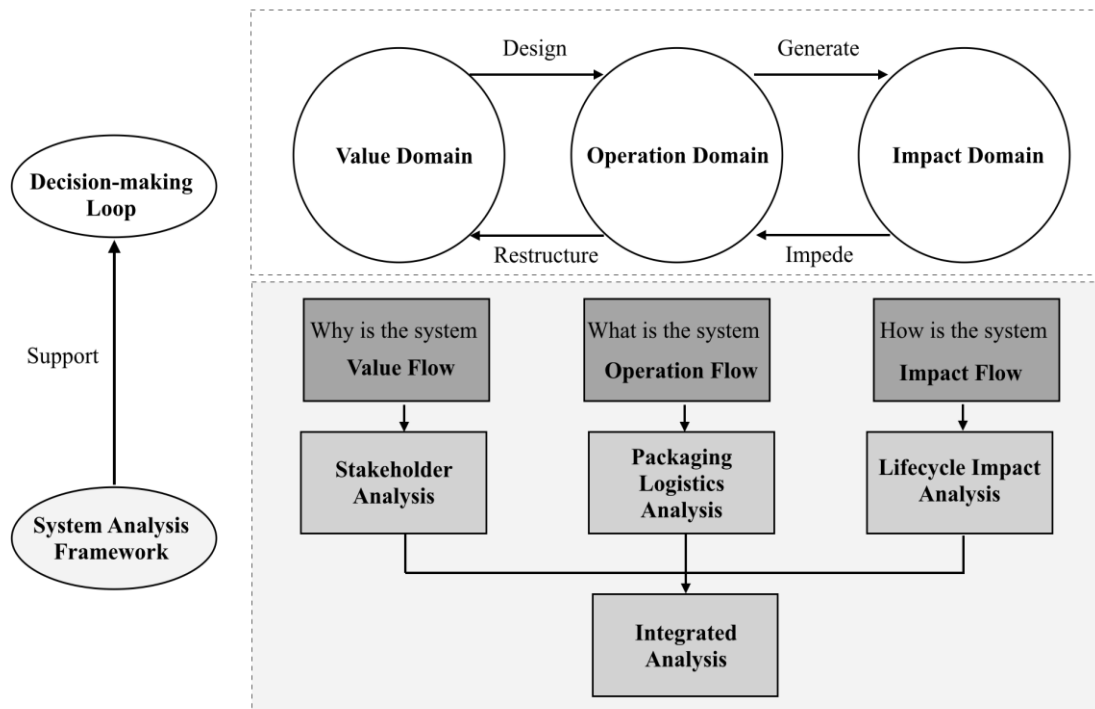 Design
Generate
Value Domain
Operation Domain
Impact Domain
Restructure
Impede
Decision-making
Loop
Support
System Analysis
Framework
Why is the system
Value Flow
What is the system
Operation Flow
How is the system
Impact Flow
Stakeholder
Analysis
Packaging
Logistics
Analysis
Lifecycle Impact
Analysis
Integrated
Analysis